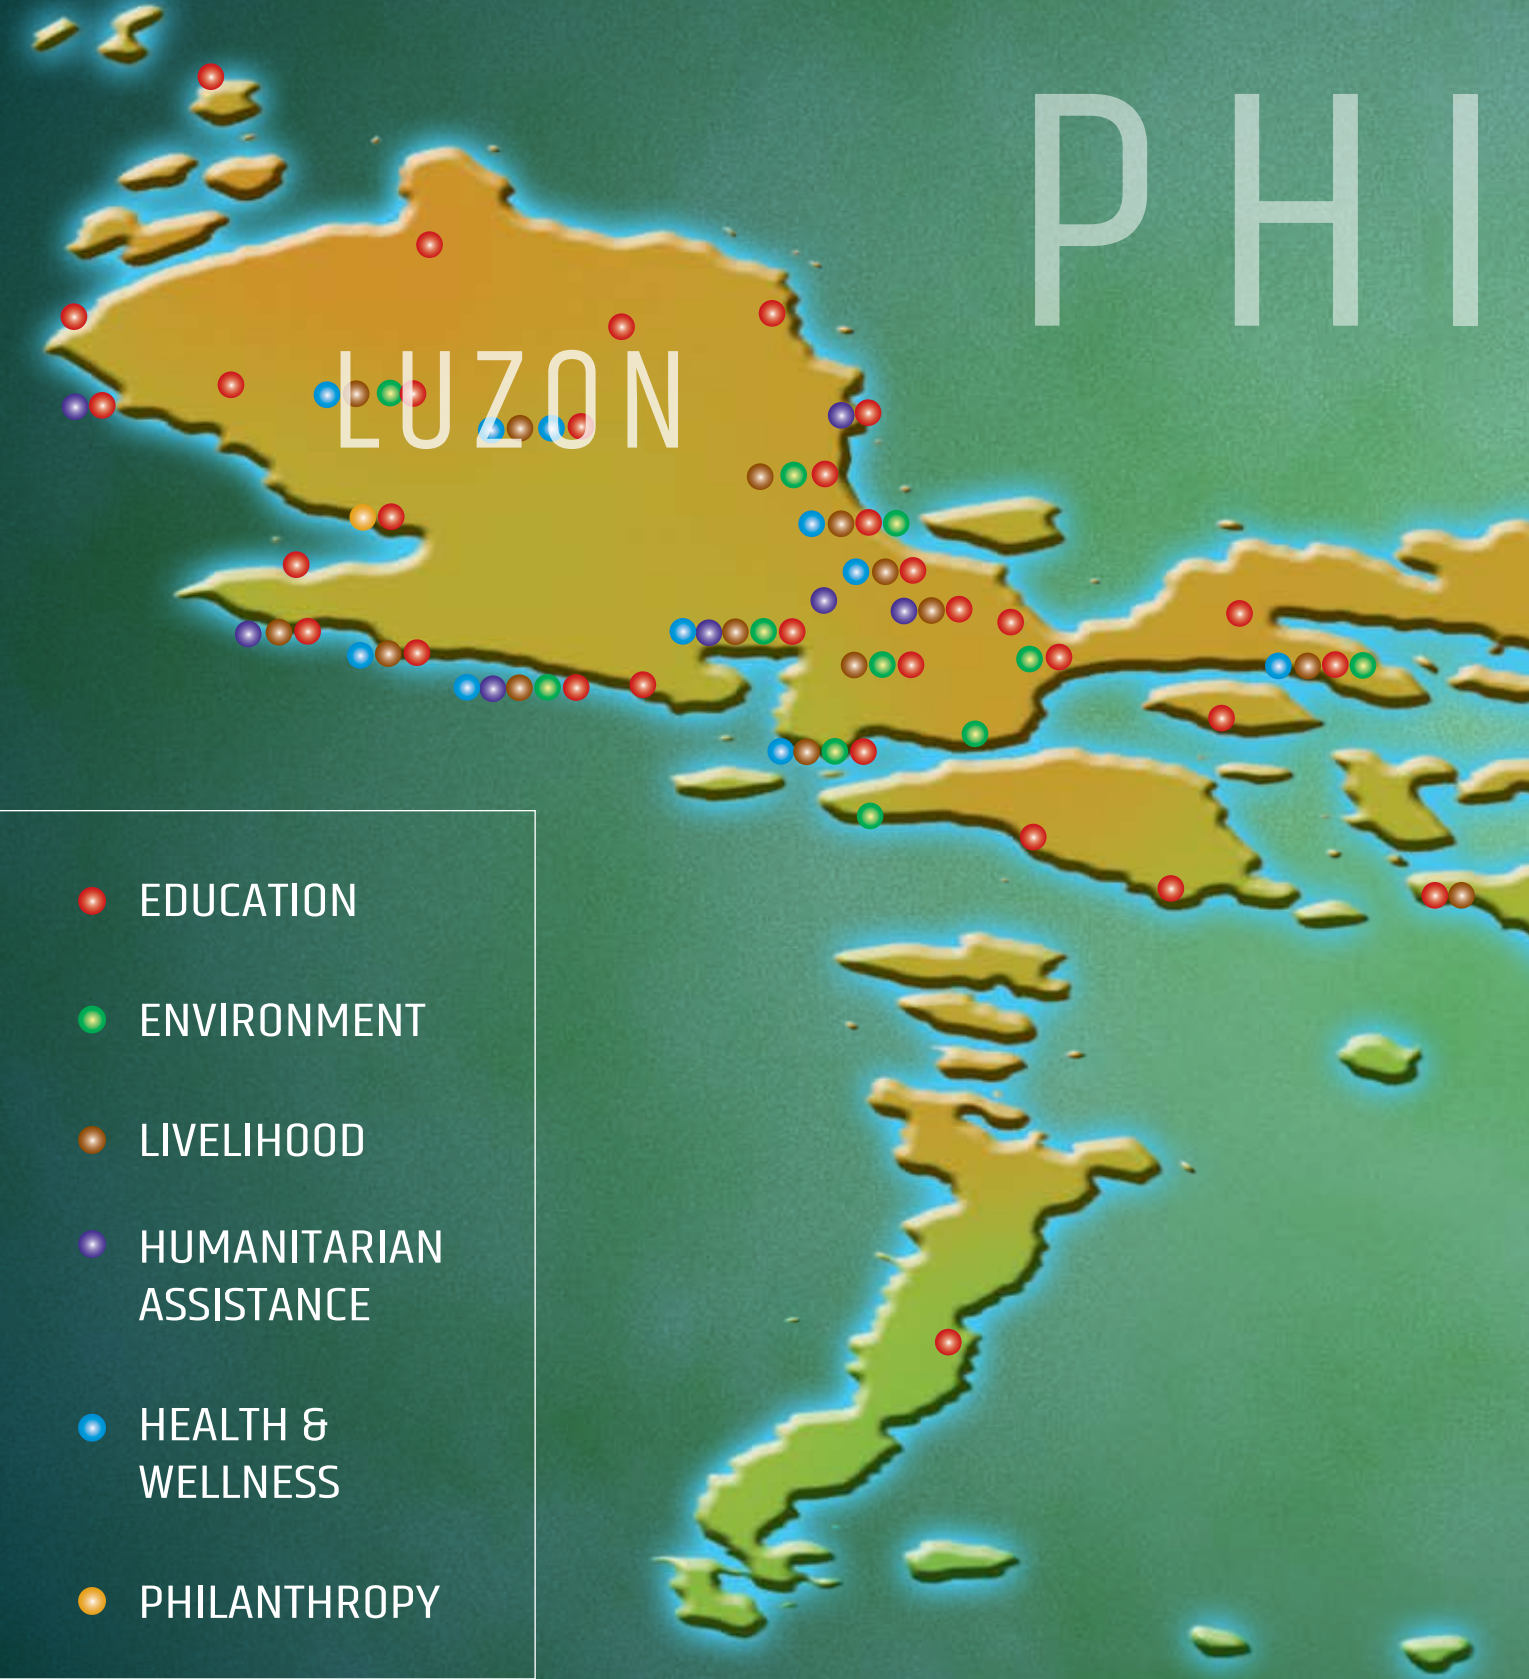 PHI
LUZON
EDUCATION
ENVIRONMENT
LIVELIHOOD
HUMANITARIAN
ASSISTANCE
HEALTH &
WELLNESS
PHILANTHROPY